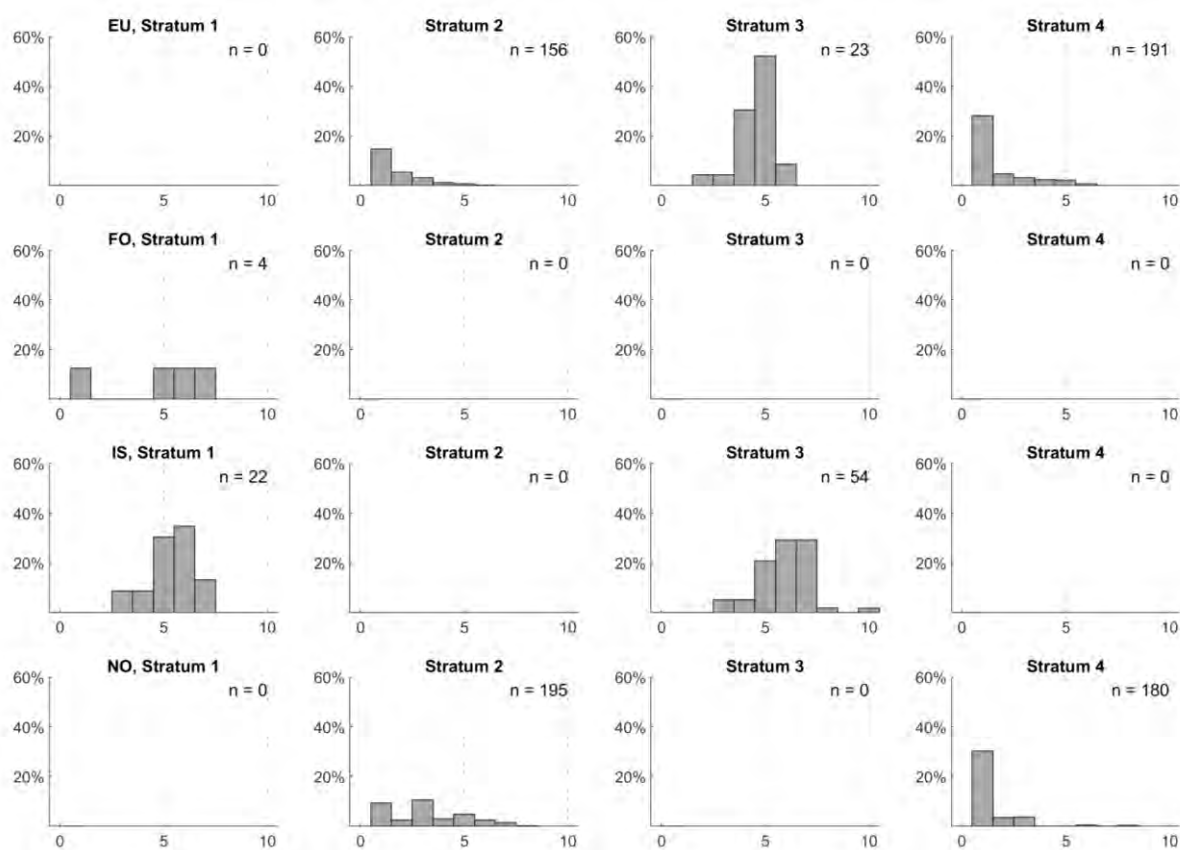 EU, Stratum 1 Stratum 2 Stratum 3 Stratum 4
60% 60% 60% 60%
n = 0 n = 156 n = 23 n = 191
40% 40% 40% 40%
20% 20% 20% 20%
0 5 10 0 5 10 0 5 10 0 5 10
FO, Stratum 1 Stratum 2 Stratum 3 Stratum 4
60% 60% 60% 60%
n = 4 n = 0 n = 0 n = 0
40% 40% 40% 40%
20% 20% 20% 20%
0 5 10 0 5 10 0 5 10 0 5 10
IS, Stratum 1 Stratum 2 Stratum 3 Stratum 4
60% 60% 60% 60%
n = 22 n = 0 n = 54 n = 0
40% 40% 40% 40%
20% 20% 20% 20%
0 5 10 0 5 10 0 5 10 0 5 10
NO, Stratum 1 Stratum 2 Stratum 3 Stratum 4
60% 60% 60% 60%
n = 0 n = 195 n = 0 n = 180
40% 40% 40% 40%
20% 20% 20% 20%
0 5 10 0 5 10 0 5 10 0 5 10